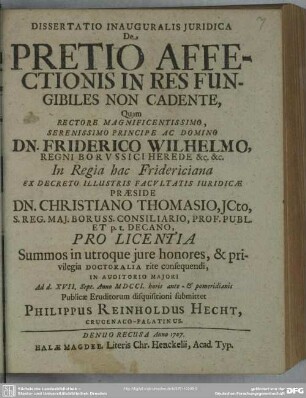 DISSERTATIO INAUGURALIS JURIDICA
De
PRETIO AFFE-
CTIONIS IN RES FUN-
GIBILES NON CADENTE,
Quam
RECTORE MAGNIFICENTISSIMO,
SERENISSIMO PRINCIPE AC DOMINO
DN. FRIDERICO WILHELMO,
REGNI BORVSSICI HEREDE &c. &c.
In Regia hac Fridericiana
EX DECRETO ILLUSTRIS FACVLTATIS IURIDICÆ
PRÆSIDE
DN. CHRISTIANO THOMASIO, JCto,
S. REG. MAJ. BORUSS. CONSILIARIO, PROF. PUBL.
ET p. t. DECANO,
PRO LICENTIA
Summos in utroque jure honores, & pri-
vilegia DOCTORALIA rite consequendi,
IN AUDITORIO MAJORI
Ad d. XVII. Sept. Anno MDCCI. horis ante- & pomeridianis
Publicæ Eruditorum disquisitioni submittet
PHILIPPUS REINHOLDUS HECHT,
CRUCENACO-PALATINUS.
DENUO RECUSA Anno 1727.
HALÆ MAGDEB. Literis Chr. Henckelii, Acad. Typ.